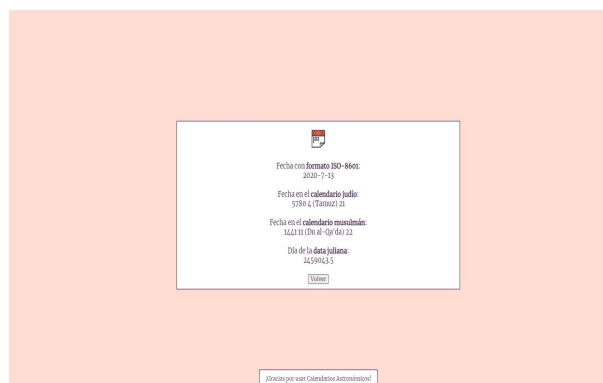 Fecha con formato ISO-8601:
2020-7-13
Fecha en el calendario judío:
5780 4 (Tamuz) 21
Fecha en el calendario musulmán:
1441 11 (Du al-Qa'da) 22
Día de la data juliana:
2459043.5
Volver
¡Gracias por usar Calendarios Astronómicos!